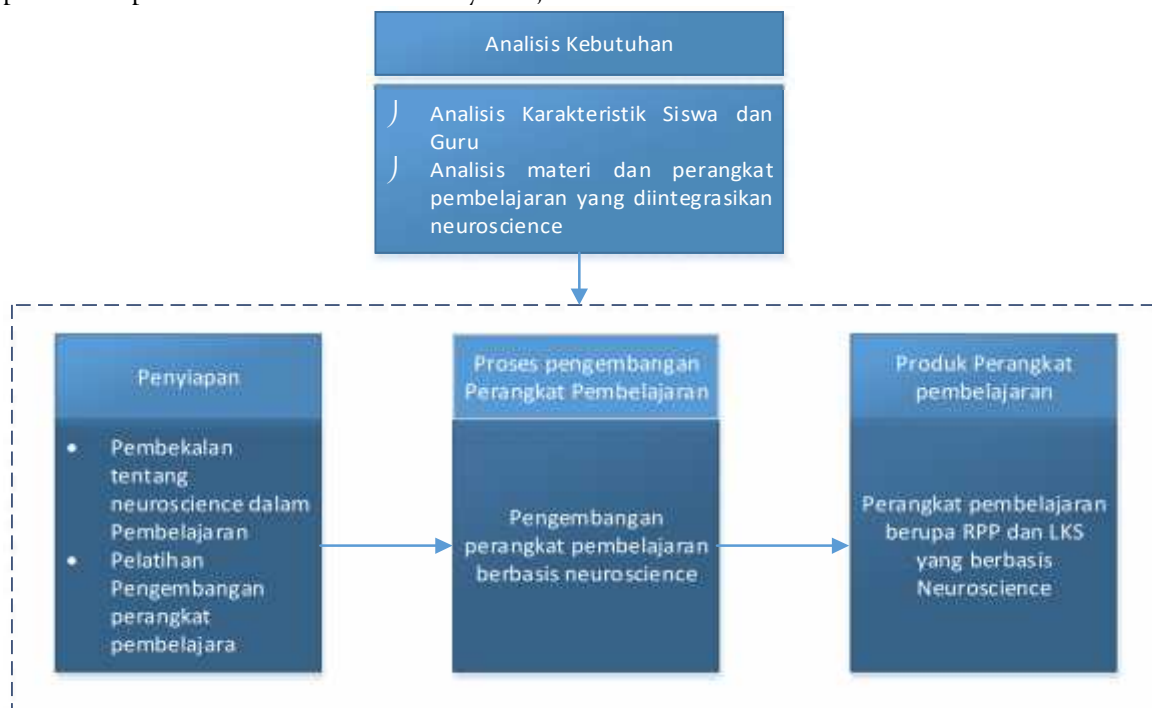 Analisis Kebutuhan
Analisis Karakteristik Siswa dan
Guru
Analisis materi dan perangkat
pembelajaran yang diintegrasikan
neuroscience
Penyiapan
• Pembekalan
tentang
neuroscience dalam
Pembelajaran
• Pelatihan
Pengembangan
perangkat
pembelajara
Proses pengembangan
Perangkat Pembelajaran
Pengembangan
perangkat pembelajaran
berbasis neuroscience
Produk Perangkat
pembelajaran
Perangkat pembelajaran
berupa RPP dan LKS
yang berbasis
Neuroscience